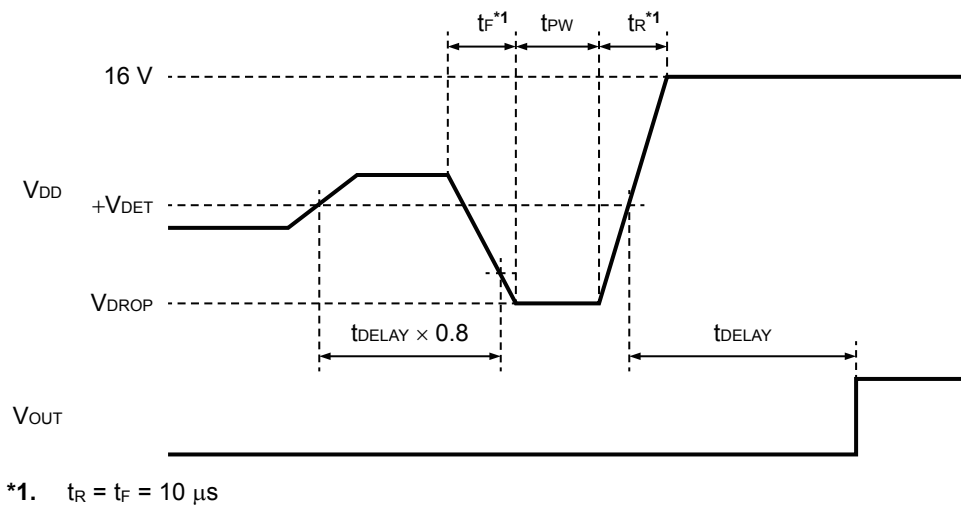 tF*1 tPW tR*1
16 V
VDD
+VDET
VDROP
tDELAY × 0.8
tDELAY
VOUT
*1. tR = tF = 10 μs